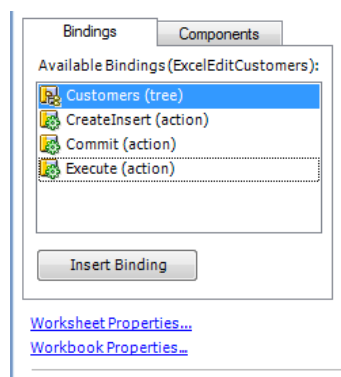 Bindings
Components
Available Bindings (ExcelEditCustomers):
Customers (tree)
CreateInsert (action)
Commit (action)
Execute (action)
Insert Binding
Worksheet Properties...
Workbook Properties...